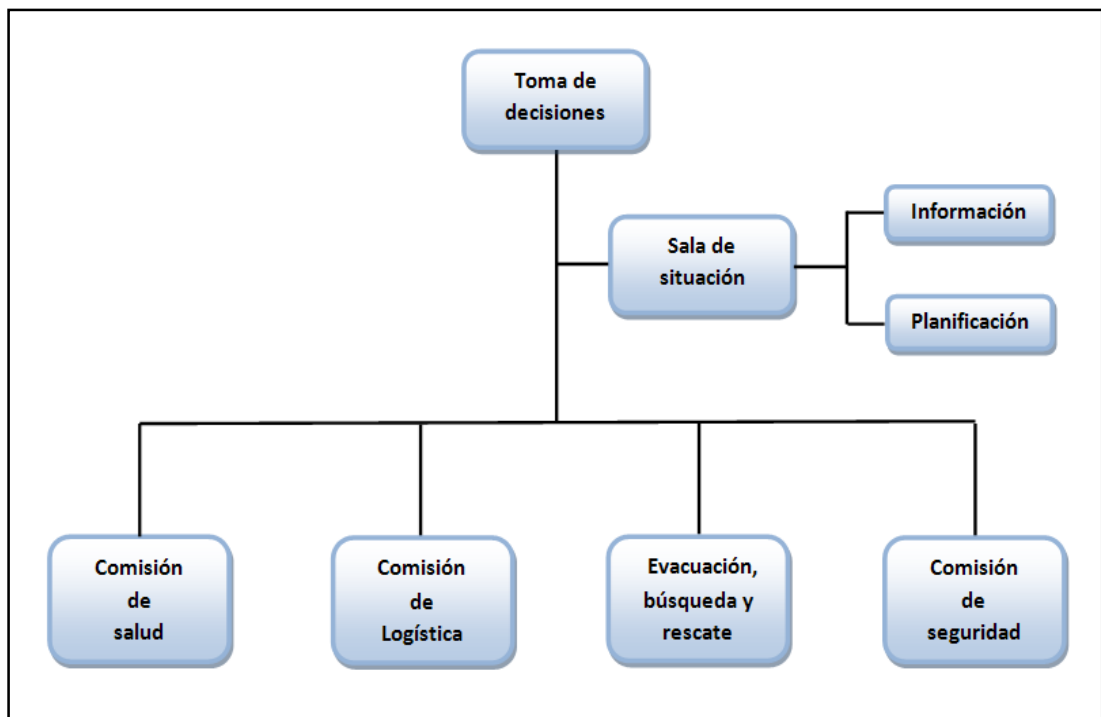 Toma de
decisiones
Sala de
situación
Información
Planificación
Comisión
de
salud
Comisión
de
Logística
Evacuación,
búsqueda y
rescate
Comisión
de
seguridad